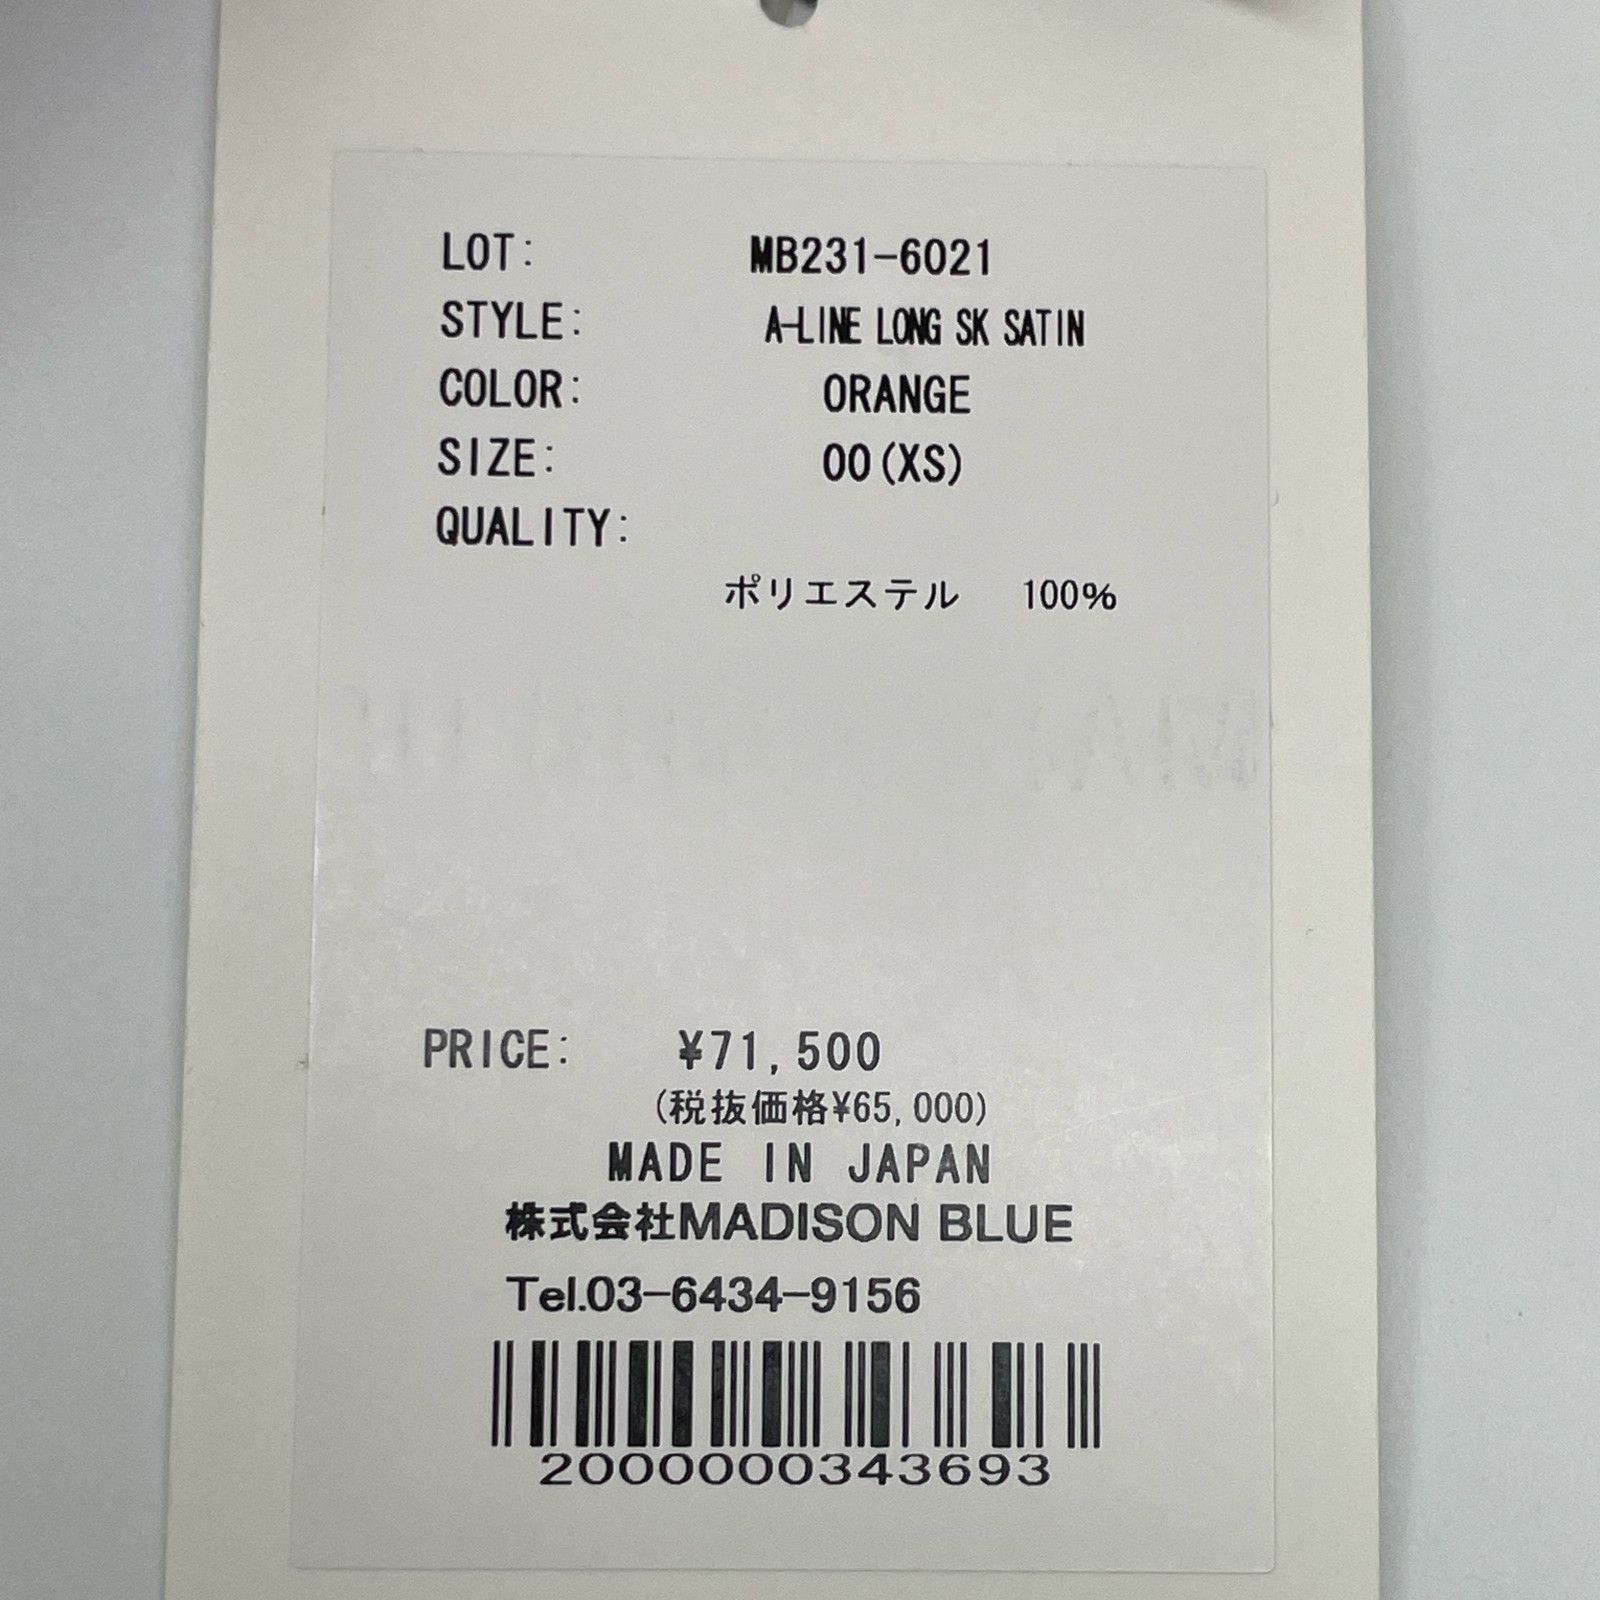 LOT: MB231-6021
STYLE: A-LINE LONG SK SATIN
COLOR: ORANGE
SIZE: 00(XS)
QUALITY:
ポリエステル 100%
PRICE: ¥71,500
(税抜価格¥65,000)
MADE IN JAPAN
株式会社MADISON BLUE
Tel.03-6434-9156
2000000343693